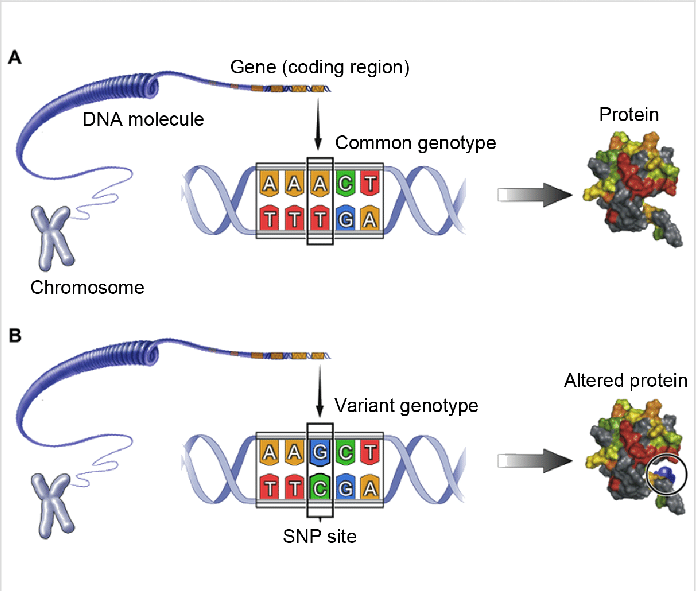 A
Gene (coding region)
DNA molecule
Protein
Common genotype
A A A C T
T T T G A
Chromosome
B
Altered protein
Variant genotype
A A G C T
T T C G A
SNP site